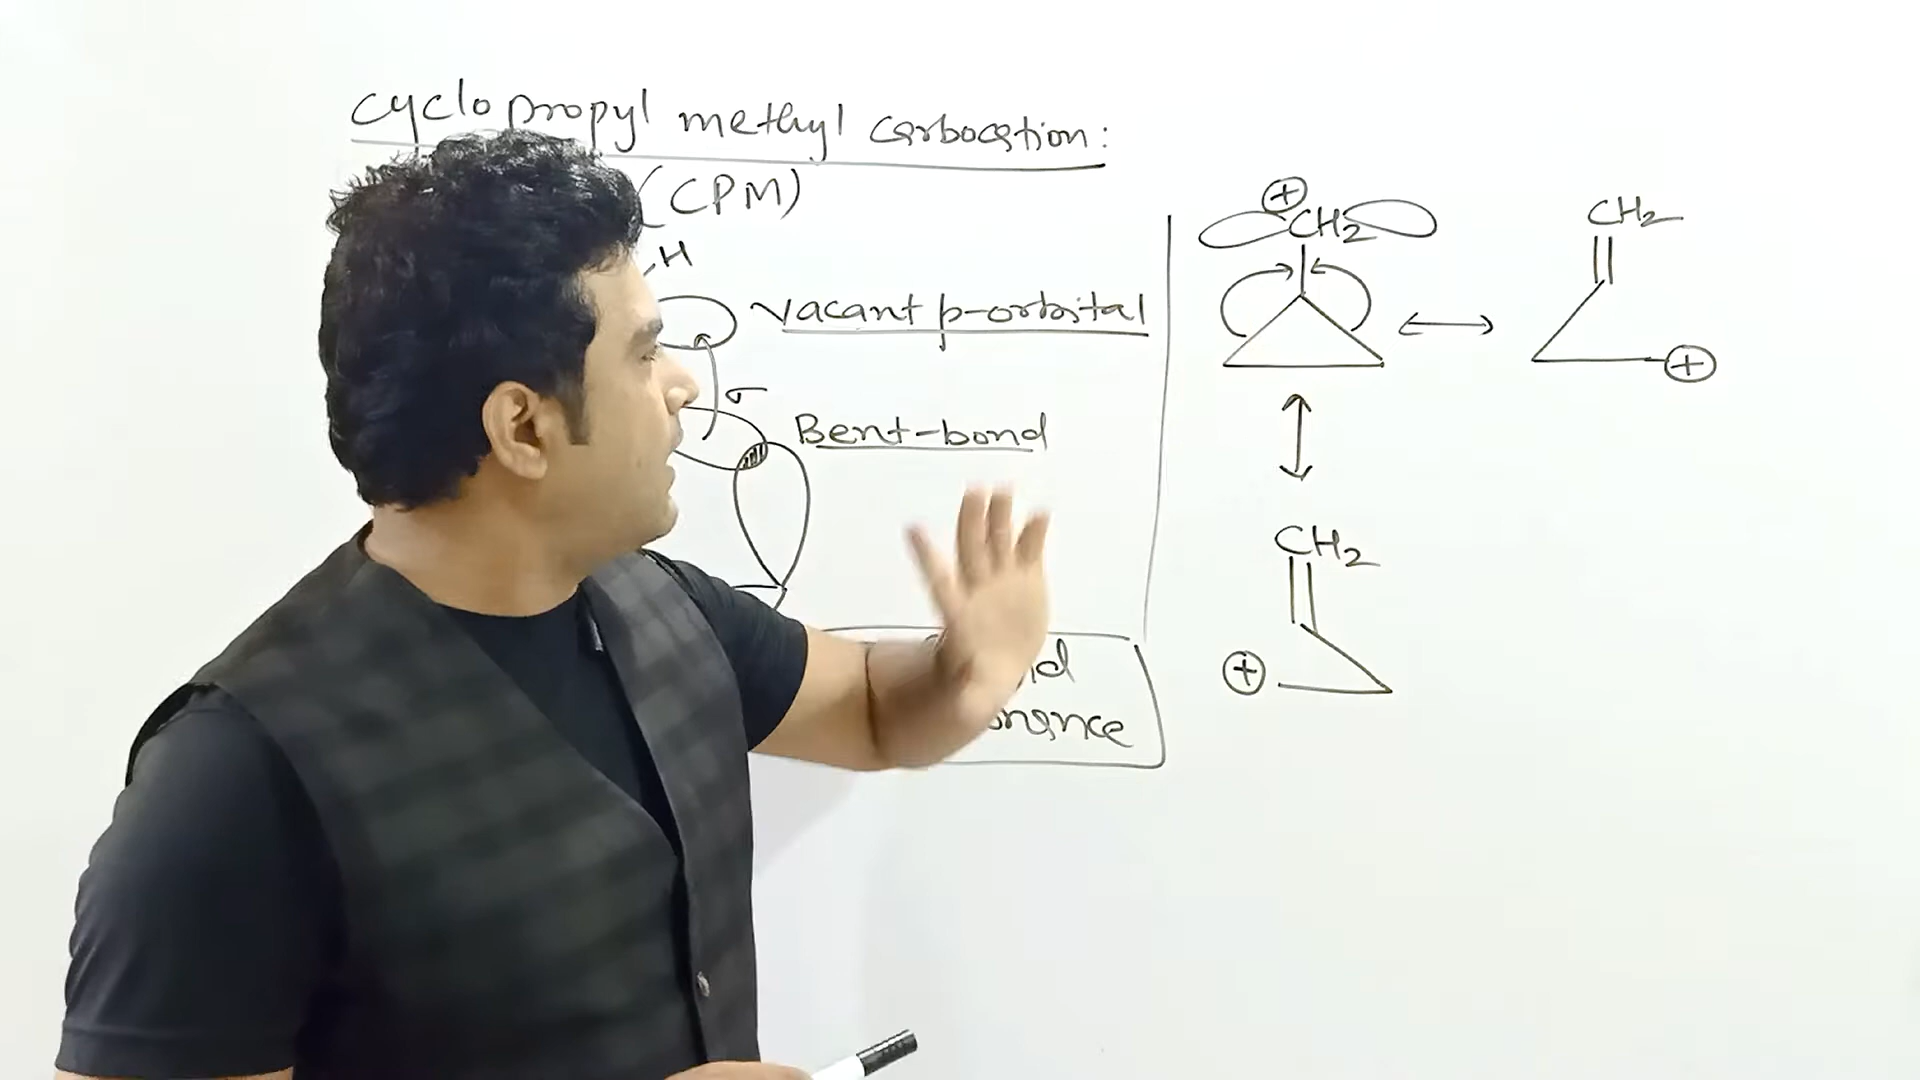 cyclopropyl methyl carbocation:
(CPM)
H
vacant p-orbital
σ
Bent-bond
⊕
CH2
CH2
⊕
CH2
⊕